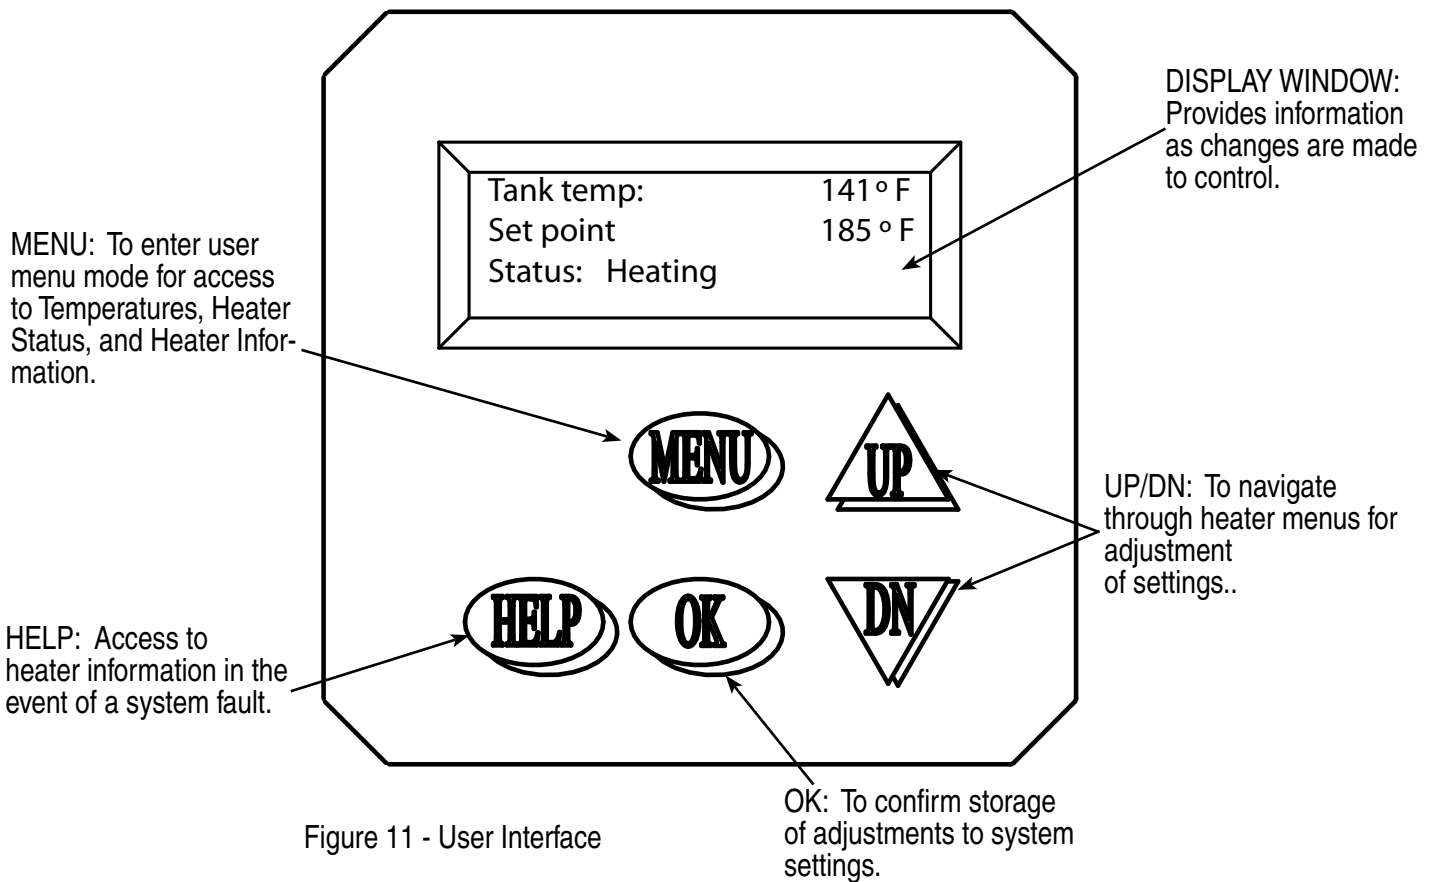 DISPLAY WINDOW:
Provides information
as changes are made
to control.
Tank temp: 141º F
Set point 185 º F
Status: Heating
MENU: To enter user
menu mode for access
to Temperatures, Heater
Status, and Heater Infor-
mation.
MENU
UP
UP/DN: To navigate
through heater menus for
adjustment
of settings..
HELP
OK
DN
HELP: Access to
heater information in the
event of a system fault.
OK: To confirm storage
of adjustments to system
settings.
Figure 11 - User Interface